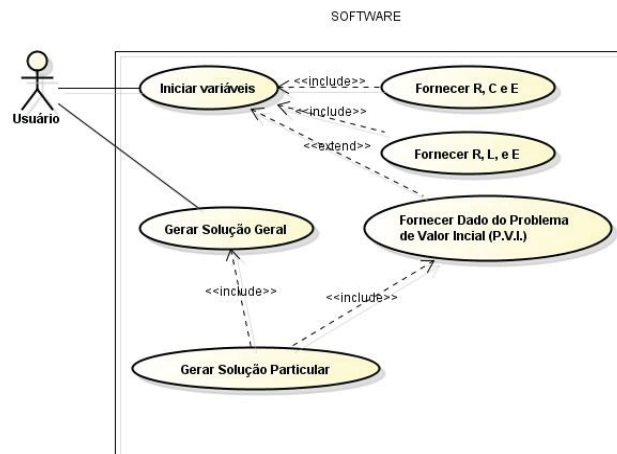 SOFTWARE
Usuário
Iniciar variáveis
<<include>>
Fornecer R, C e E
<<include>>
<<extend>>
Fornecer R, L, e E
Gerar Solução Geral
Fornecer Dado do Problema
de Valor Incial (P.V.I.)
<<include>>
<<include>>
Gerar Solução Particular